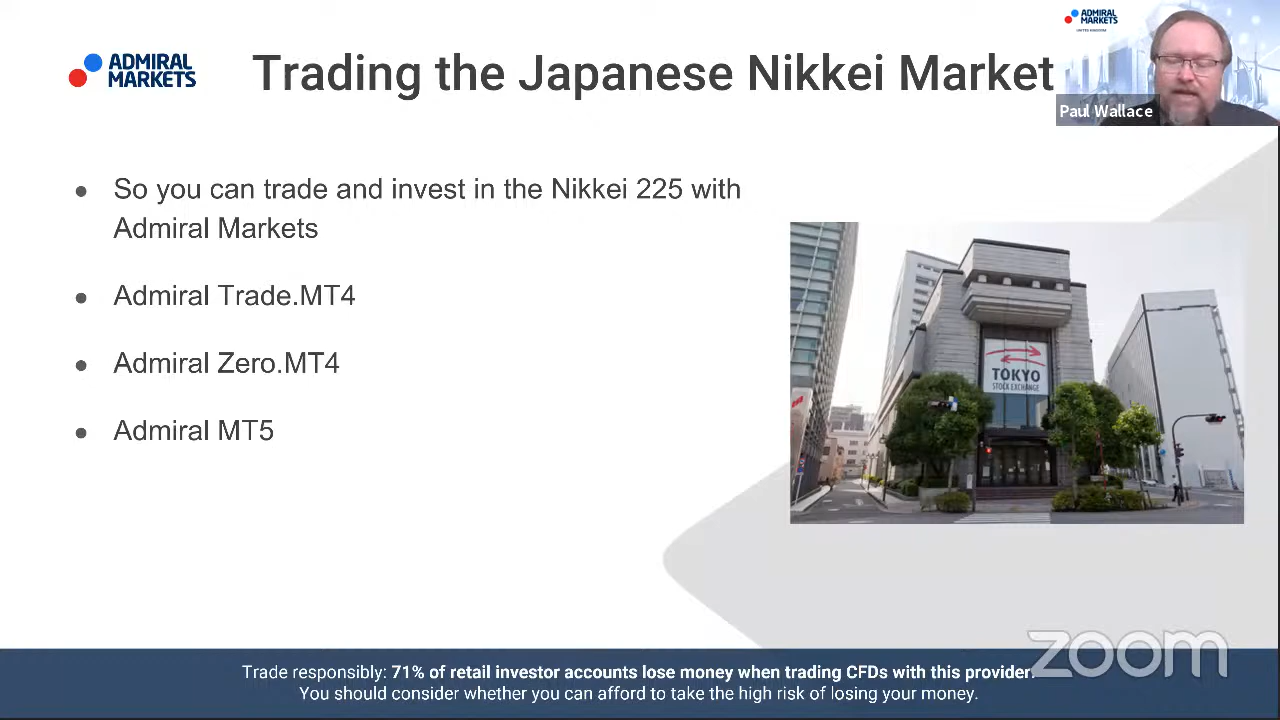 ADMIRAL
MARKETS
Trading the Japanese Nikkei Market
ADMIRAL
MARKETS
UNITED KINGDOM
Paul Wallace
● So you can trade and invest in the Nikkei 225 with
Admiral Markets
● Admiral Trade.MT4
● Admiral Zero.MT4
● Admiral MT5
TOKYO
STOCK EXCHANGE
zoom
Trade responsibly: 71% of retail investor accounts lose money when trading CFDs with this provider.
You should consider whether you can afford to take the high risk of losing your money.